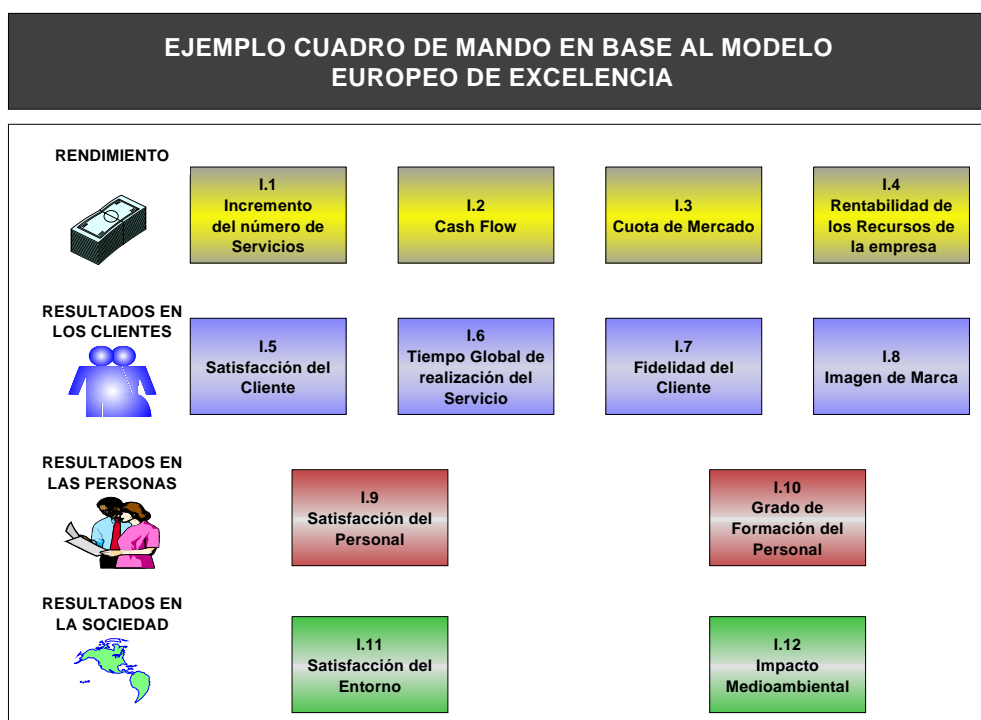 EJEMPLO CUADRO DE MANDO EN BASE AL MODELO
EUROPEO DE EXCELENCIA
RENDIMIENTO
I.1
Incremento
del número de
Servicios
I.2
Cash Flow
I.3
Cuota de Mercado
I.4
Rentabilidad de
los Recursos de
la empresa
RESULTADOS EN
LOS CLIENTES
I.5
Satisfacción del
Cliente
I.6
Tiempo Global de
realización del
Servicio
I.7
Fidelidad del
Cliente
I.8
Imagen de Marca
RESULTADOS EN
LAS PERSONAS
I.9
Satisfacción del
Personal
I.10
Grado de
Formación del
Personal
RESULTADOS EN
LA SOCIEDAD
I.11
Satisfacción del
Entorno
I.12
Impacto
Medioambiental